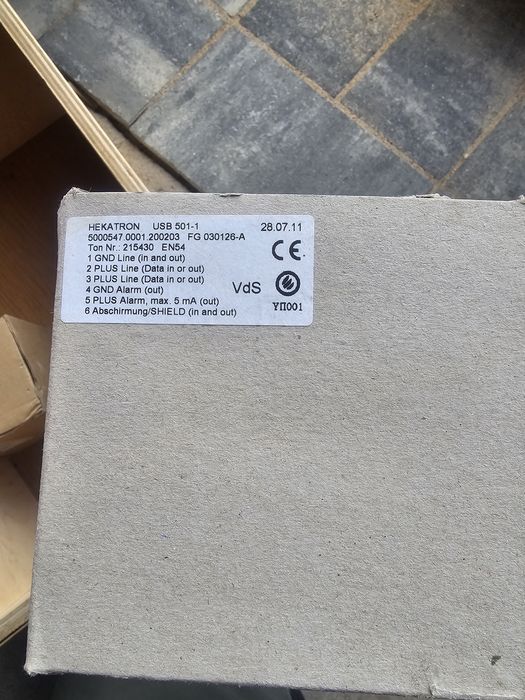 HEKATRON USB 501-1 28.07.11
5000547.0001.200203 FG 030126-A
Ton Nr.: 215430 EN54
1 GND Line (in and out)
2 PLUS Line (Data in or out)
3 PLUS Line (Data in or out)
4 GND Alarm (out)
5 PLUS Alarm, max. 5 mA (out)
6 Abschirmung/SHIELD (in and out)
CE
VdS
УП001